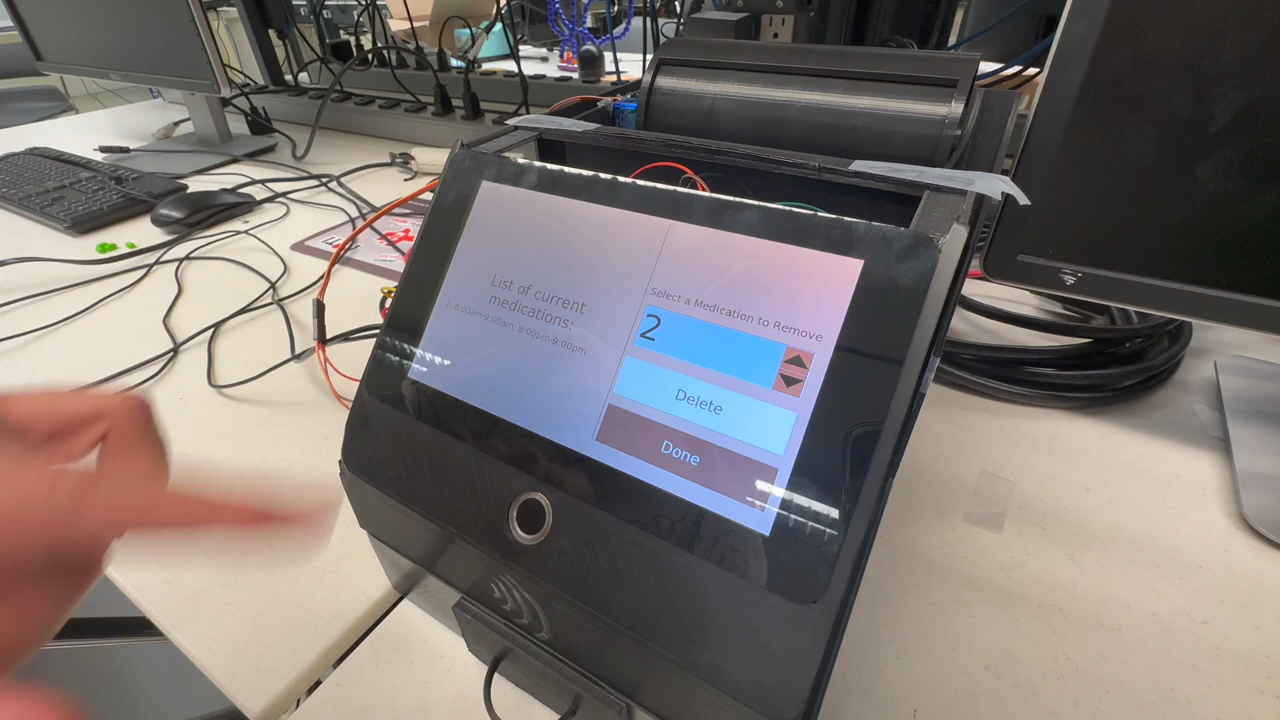 List of current
medications:
2. 8:00am-9:00am, 8:00pm-9:00pm
Select a Medication to Remove
2
Delete
Done